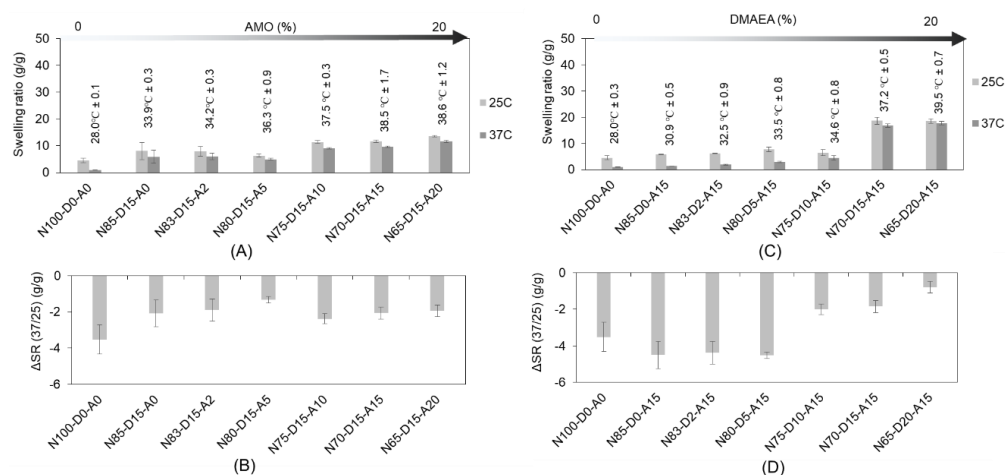 0 AMO (%) 20
Swelling ratio (g/g)
50
40
30
20
10
0
28.0℃ ± 0.1
33.9℃ ± 0.3
34.2℃ ± 0.3
36.3 ℃ ± 0.9
37.5 ℃ ± 0.3
38.5 ℃ ± 1.7
38.6 ℃ ± 1.2
25C
37C
N100-D0-A0
N85-D15-A0
N83-D15-A2
N80-D15-A5
N75-D15-A10
N70-D15-A15
N65-D15-A20
(A)
0 DMAEA (%) 20
Swelling ratio (g/g)
50
40
30
20
10
0
28.0℃ ± 0.3
30.9 ℃ ± 0.5
32.5 ℃ ± 0.9
33.5 ℃ ± 0.8
34.6 ℃ ± 0.8
37.2 ℃ ± 0.5
39.5 ℃ ± 0.7
25C
37C
N100-D0-A0
N85-D0-A15
N83-D2-A15
N80-D5-A15
N75-D10-A15
N70-D15-A15
N65-D20-A15
(C)
ΔSR (37/25) (g/g)
0
-2
-4
-6
N100-D0-A0
N85-D15-A0
N83-D15-A2
N80-D15-A5
N75-D15-A10
N70-D15-A15
N65-D15-A20
(B)
ΔSR (37/25) (g/g)
0
-2
-4
-6
N100-D0-A0
N85-D0-A15
N83-D2-A15
N80-D5-A15
N75-D10-A15
N70-D15-A15
N65-D20-A15
(D)